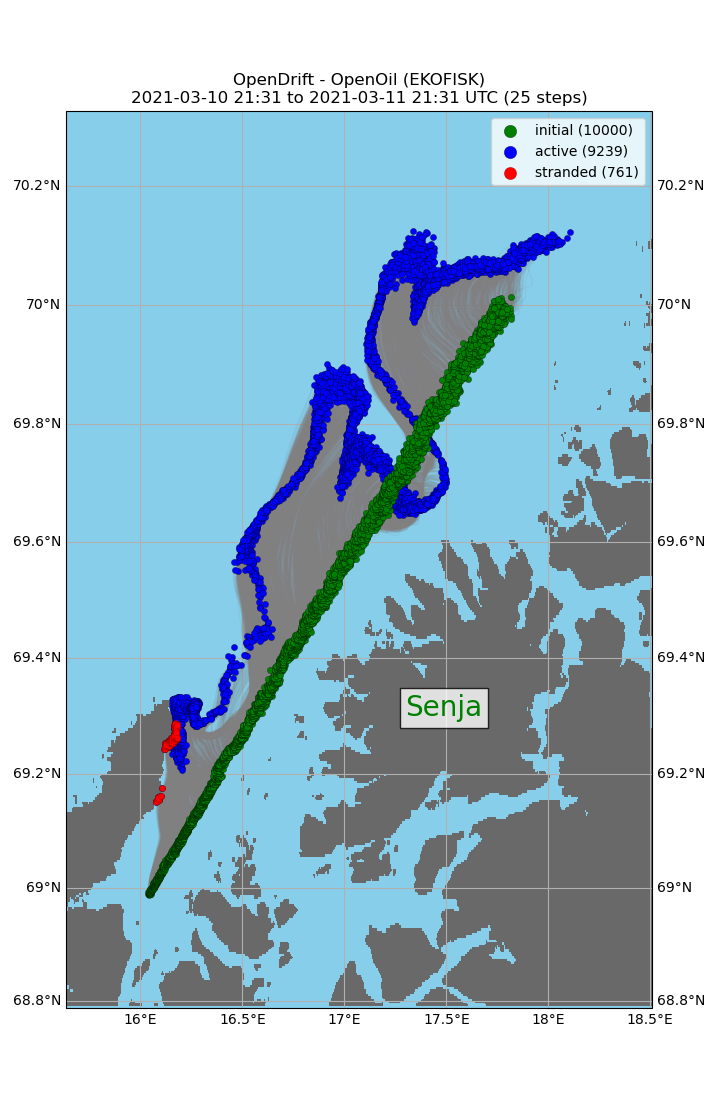 OpenDrift - OpenOil (EKOFISK)
2021-03-10 21:31 to 2021-03-11 21:31 UTC (25 steps)
initial (10000)
active (9239)
stranded (761)
70.2°N 70.2°N
70°N 70°N
69.8°N 69.8°N
69.6°N 69.6°N
69.4°N 69.4°N
Senja
69.2°N 69.2°N
69°N 69°N
68.8°N 68.8°N
16°E 16.5°E 17°E 17.5°E 18°E 18.5°E